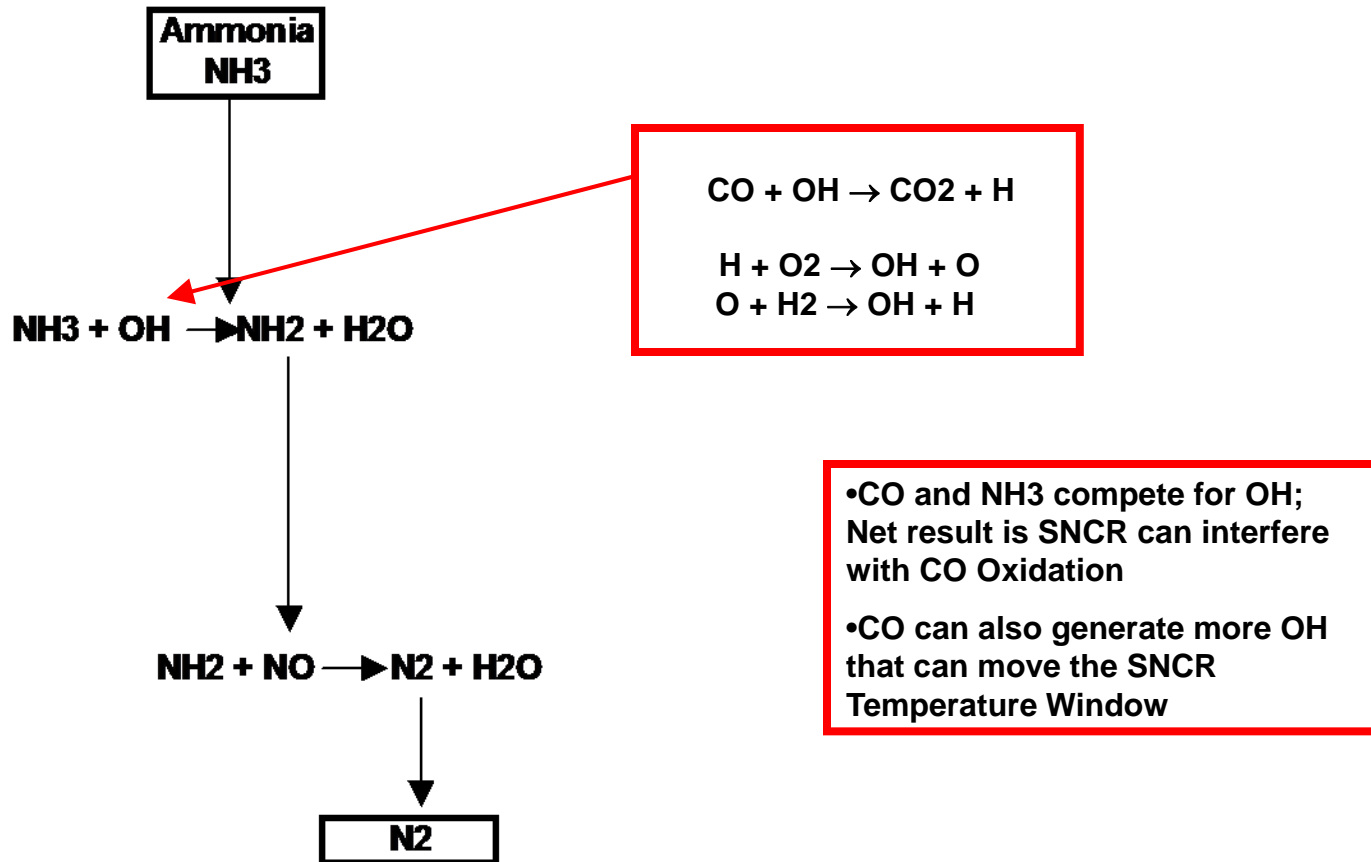 Ammonia
NH3
CO + OH → CO2 + H
H + O2 → OH + O
O + H2 → OH + H
NH3 + OH → NH2 + H2O
•CO and NH3 compete for OH;
Net result is SNCR can interfere
with CO Oxidation
•CO can also generate more OH
that can move the SNCR
Temperature Window
NH2 + NO → N2 + H2O
N2